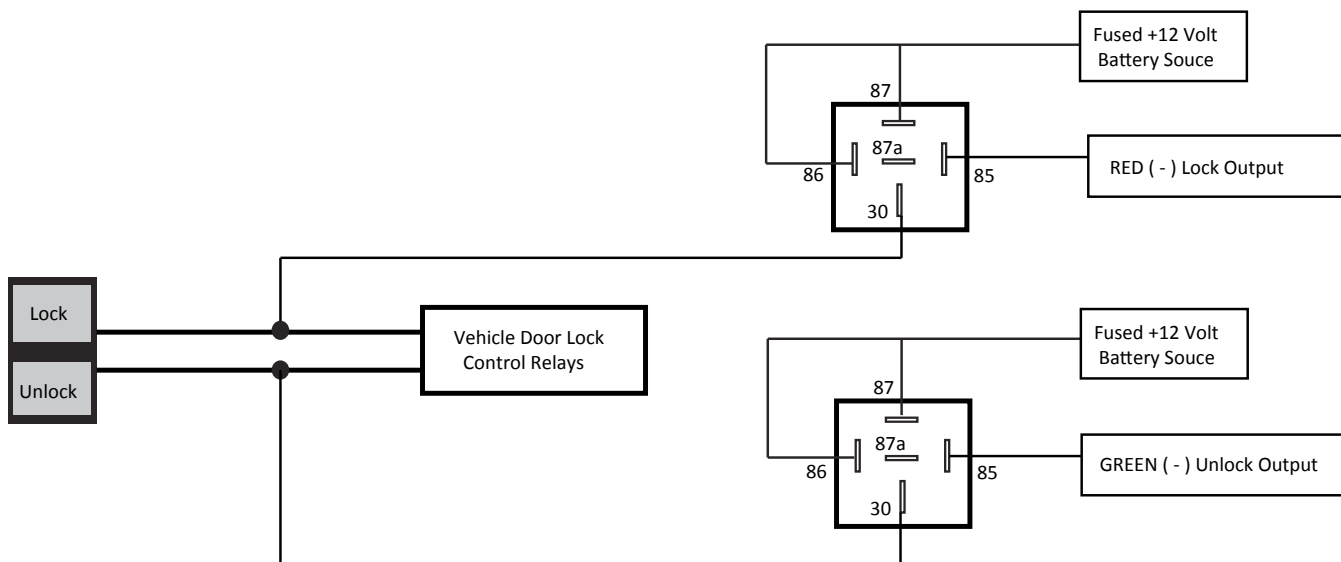 Fused +12 Volt
Battery Souce
87
87a
86
85
RED ( - ) Lock Output
30
Lock
Unlock
Vehicle Door Lock
Control Relays
Fused +12 Volt
Battery Souce
87
87a
86
85
GREEN ( - ) Unlock Output
30